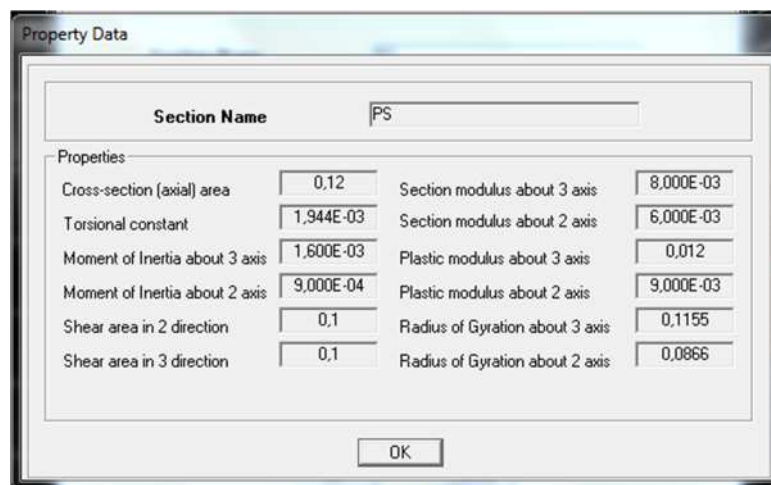 Property Data
Section Name PS
Properties
Cross-section (axial) area 0,12 Section modulus about 3 axis 8,000E-03
Torsional constant 1,944E-03 Section modulus about 2 axis 6,000E-03
Moment of Inertia about 3 axis 1,600E-03 Plastic modulus about 3 axis 0,012
Moment of Inertia about 2 axis 9,000E-04 Plastic modulus about 2 axis 9,000E-03
Shear area in 2 direction 0,1 Radius of Gyration about 3 axis 0,1155
Shear area in 3 direction 0,1 Radius of Gyration about 2 axis 0,0866
OK